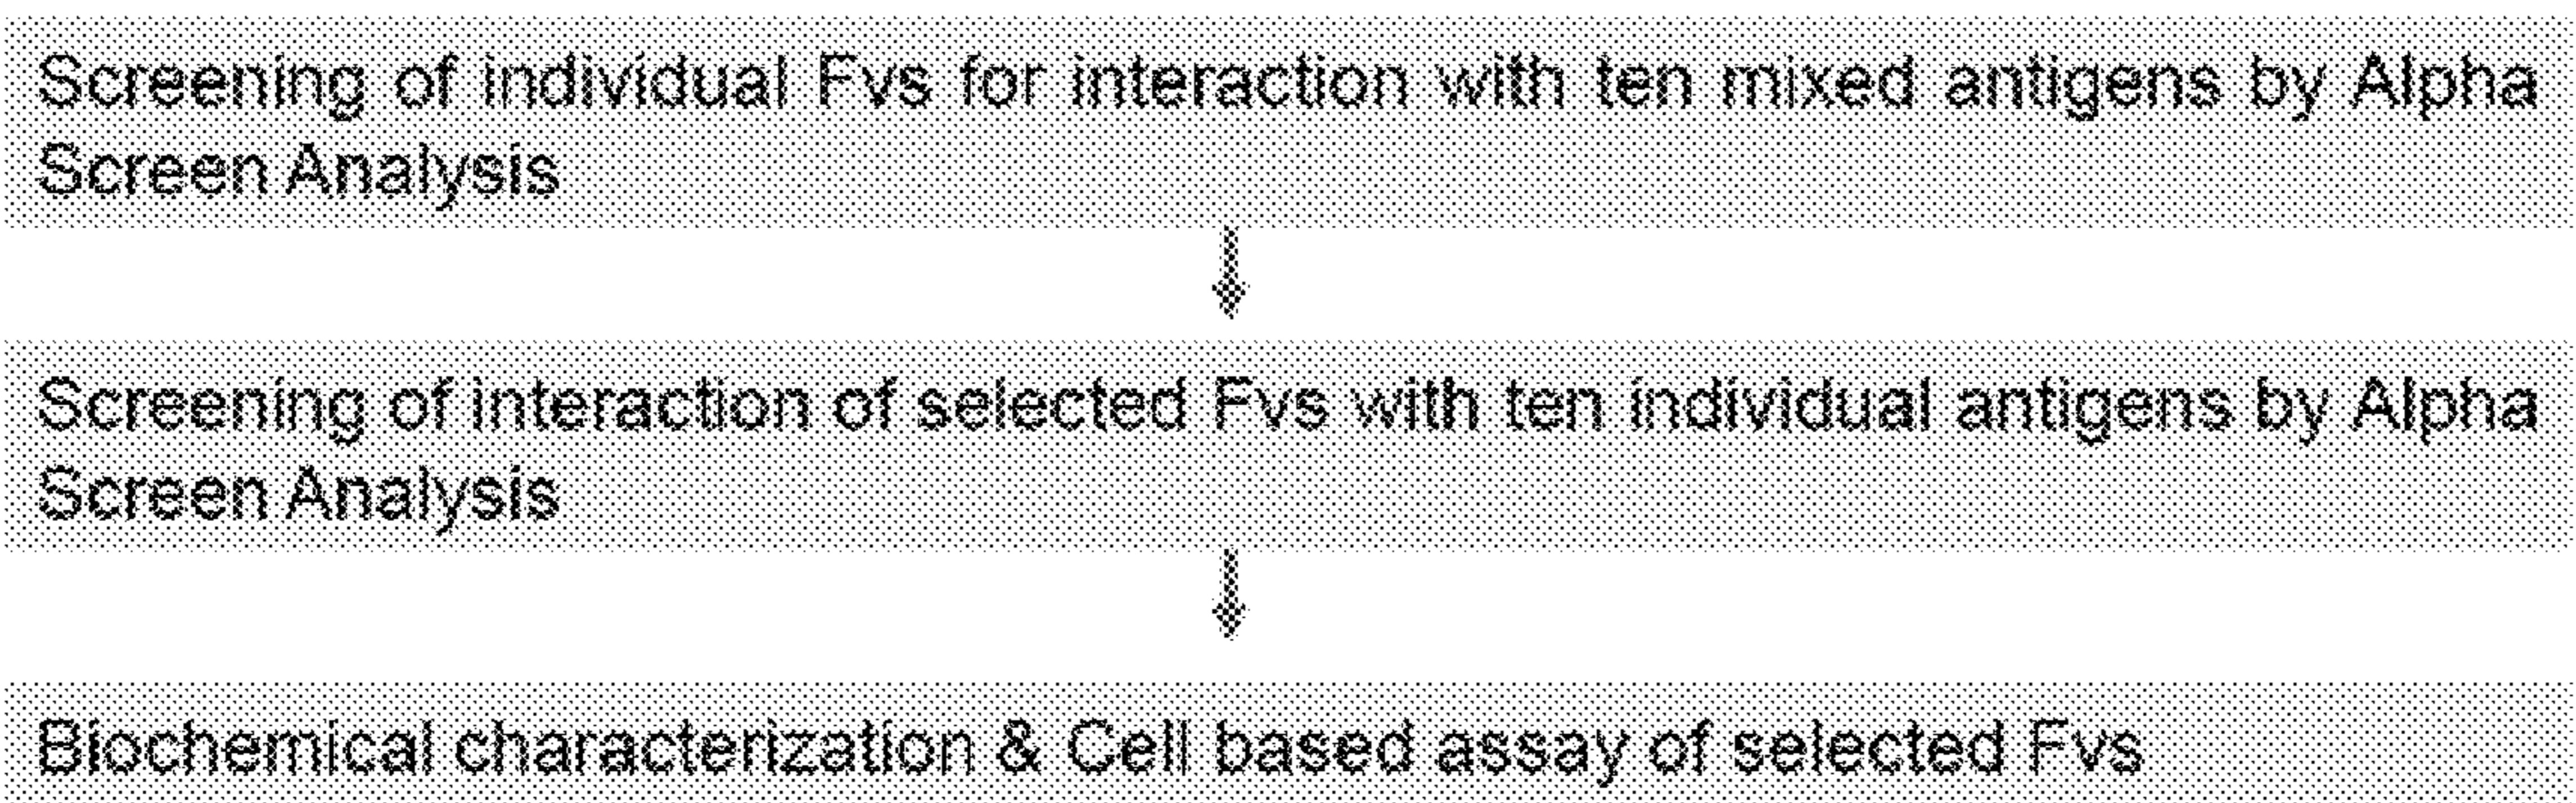 Screening of individual Fvs for interaction with ten mixed antigens by Alpha
Screen Analysis
Screening of interaction of selected Fvs with ten individual antigens by Alpha
Screen Analysis
Biochemical characterization & Cell based assay of selected Fvs